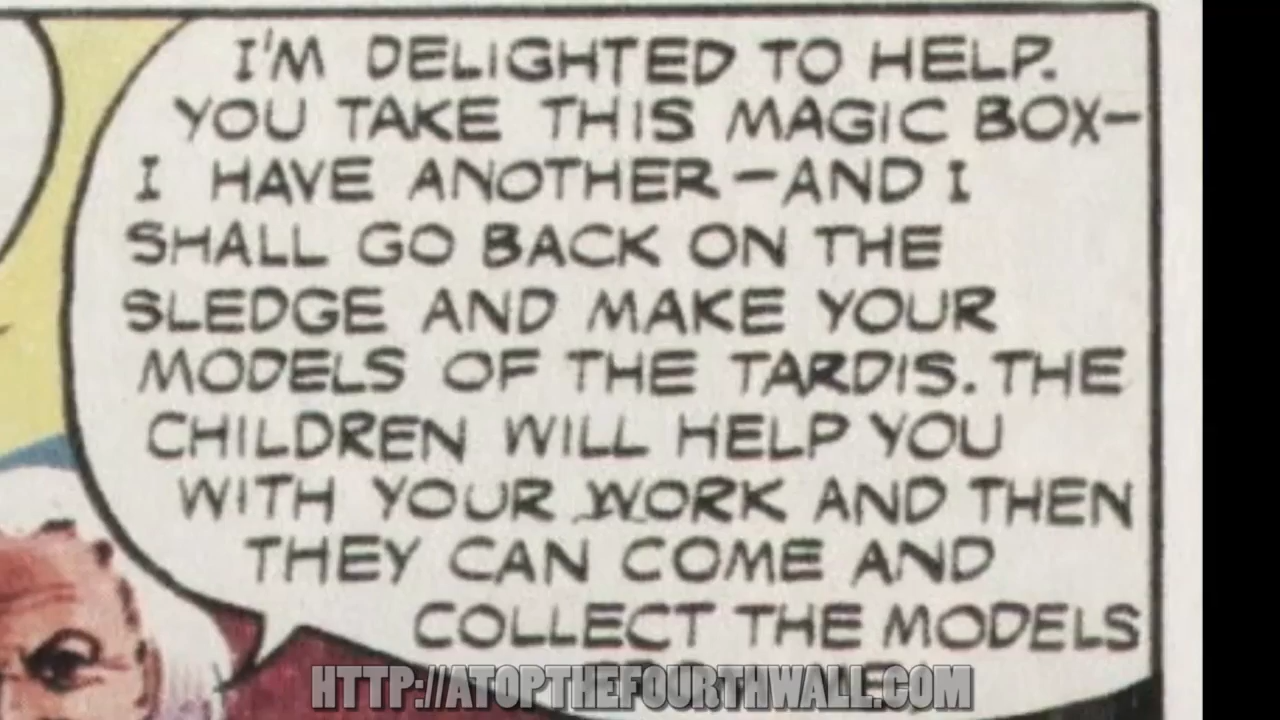 I'M DELIGHTED TO HELP.
YOU TAKE THIS MAGIC BOX–
I HAVE ANOTHER–AND I
SHALL GO BACK ON THE
SLEDGE AND MAKE YOUR
MODELS OF THE TARDIS. THE
CHILDREN WILL HELP YOU
WITH YOUR WORK AND THEN
THEY CAN COME AND
COLLECT THE MODELS
HTTP://ATOPTHEFOURTHWALL.COM